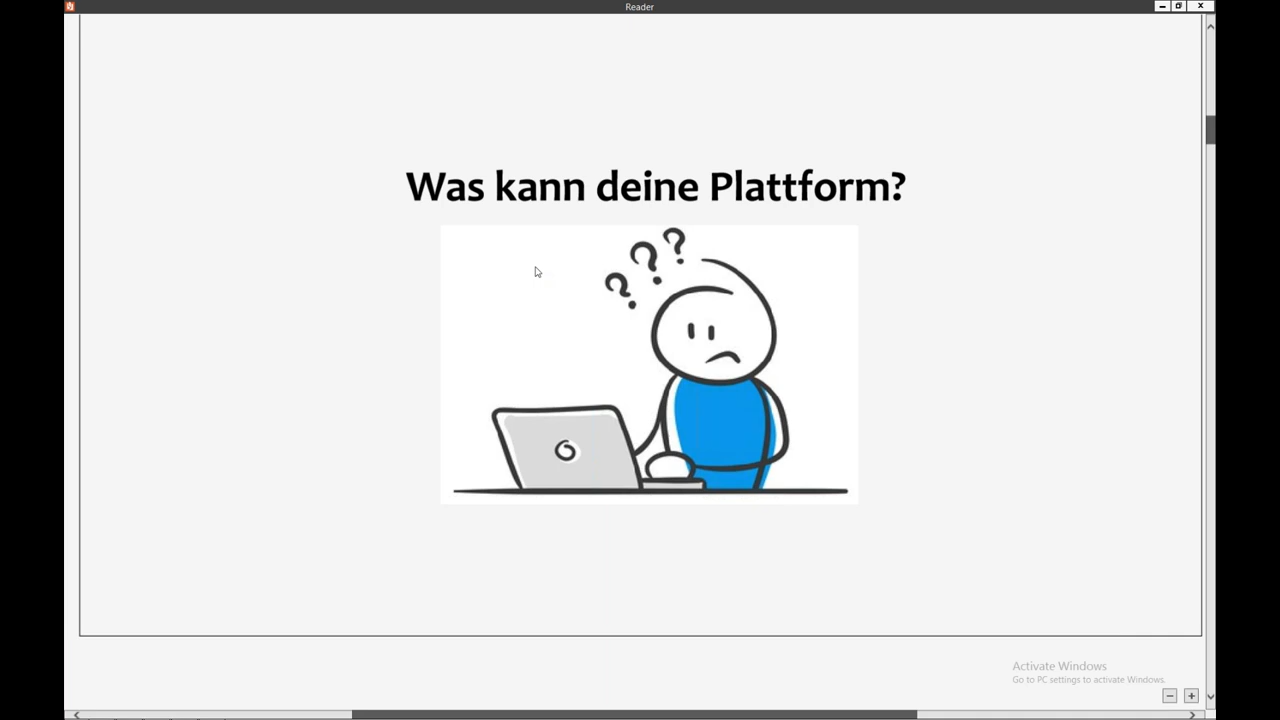 Reader
Was kann deine Plattform?
? ? ?
Activate Windows
Go to PC settings to activate Windows.